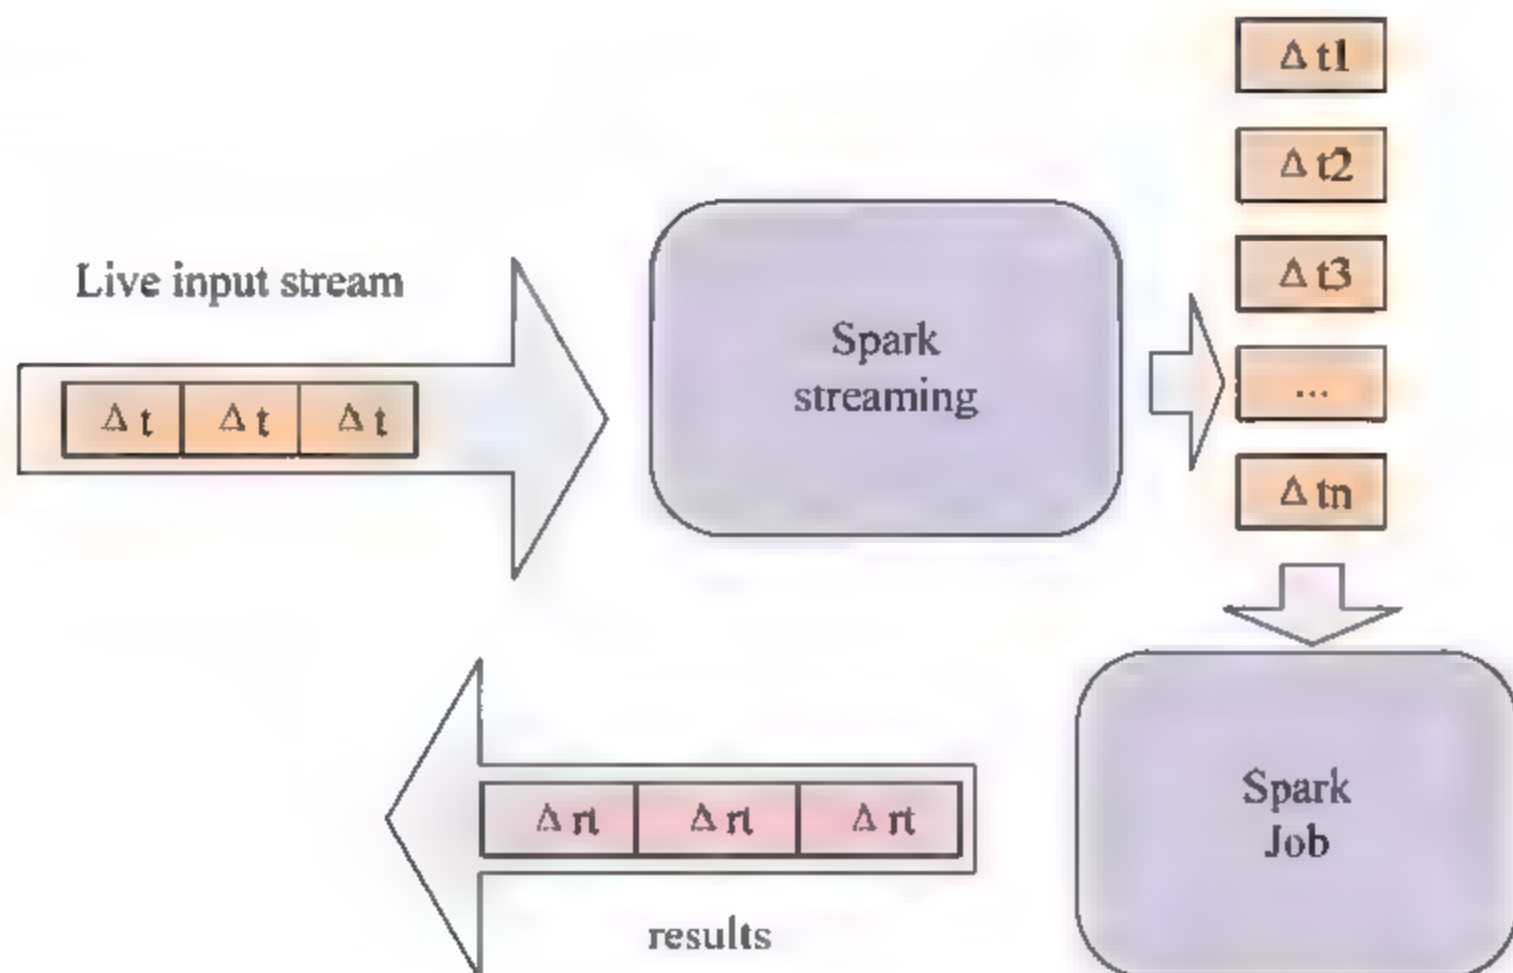 Δ t1
Δ t2
Δ t3
...
Δ tn
Live input stream
Δ t Δ t Δ t
Spark
streaming
Spark
Job
Δ rt Δ rt Δ rt
results